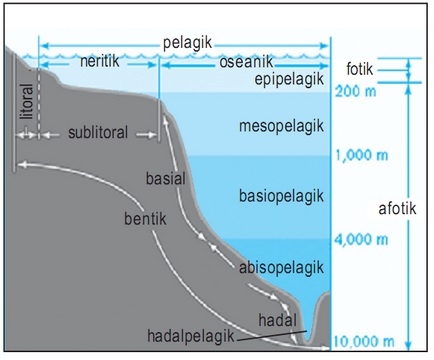 pelagik
neritik
oseanik
fotik
epipelagik
200 m
litoral
sublitoral
mesopelagik
1,000 m
basial
basiopelagik
afotik
bentik
4,000 m
abisopelagik
hadal
hadalpelagik
10,000 m